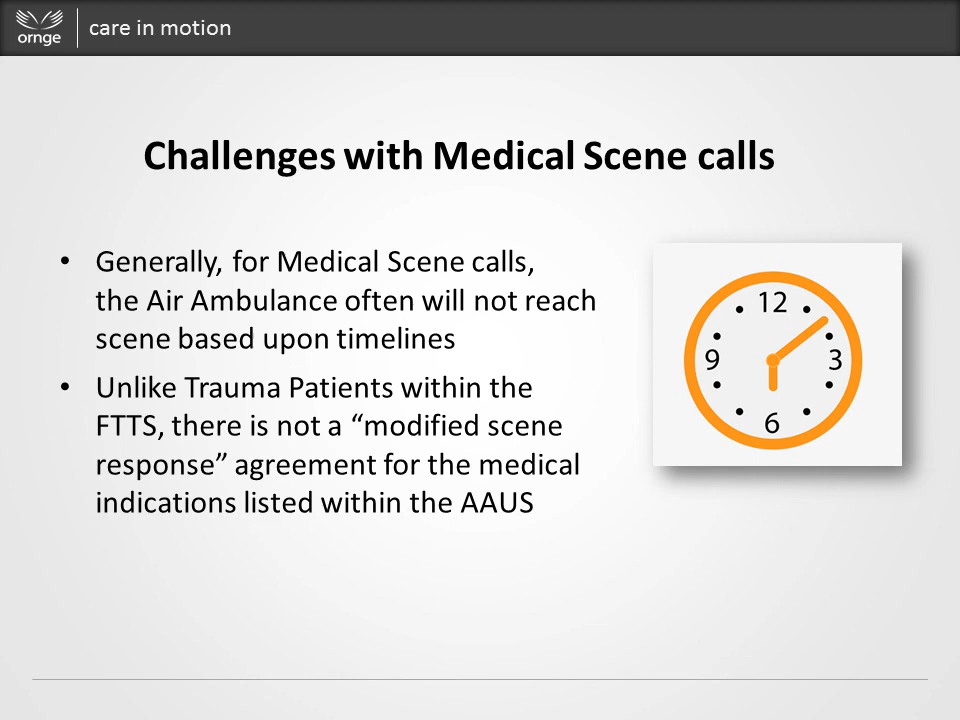 ornge
care in motion
Challenges with Medical Scene calls
• Generally, for Medical Scene calls,
the Air Ambulance often will not reach
scene based upon timelines
• Unlike Trauma Patients within the
FTTS, there is not a “modified scene
response” agreement for the medical
indications listed within the AAUS
12
9
3
6